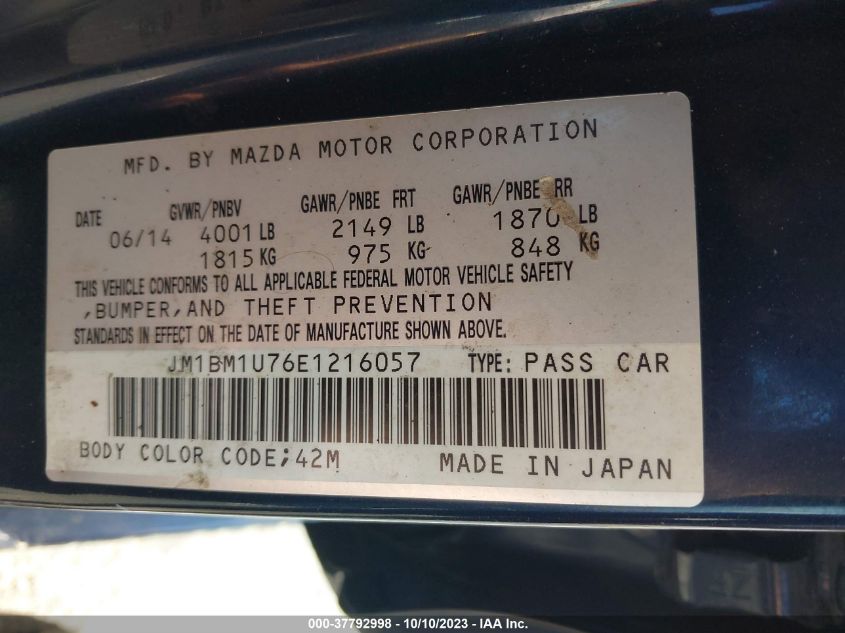 MFD. BY MAZDA MOTOR CORPORATION
DATE GVWR/PNBV GAWR/PNBE FRT GAWR/PNBE RR
06/14 4001 LB 2149 LB 1870 LB
1815 KG 975 KG 848 KG
THIS VEHICLE CONFORMS TO ALL APPLICABLE FEDERAL MOTOR VEHICLE SAFETY
,BUMPER,AND THEFT PREVENTION
STANDARDS IN EFFECT ON THE DATE OF MANUFACTURE SHOWN ABOVE.
JM1BM1U76E1216057 TYPE: PASS CAR
BODY COLOR CODE;42M MADE IN JAPAN
000-37792998 - 10/10/2023 - IAA Inc.